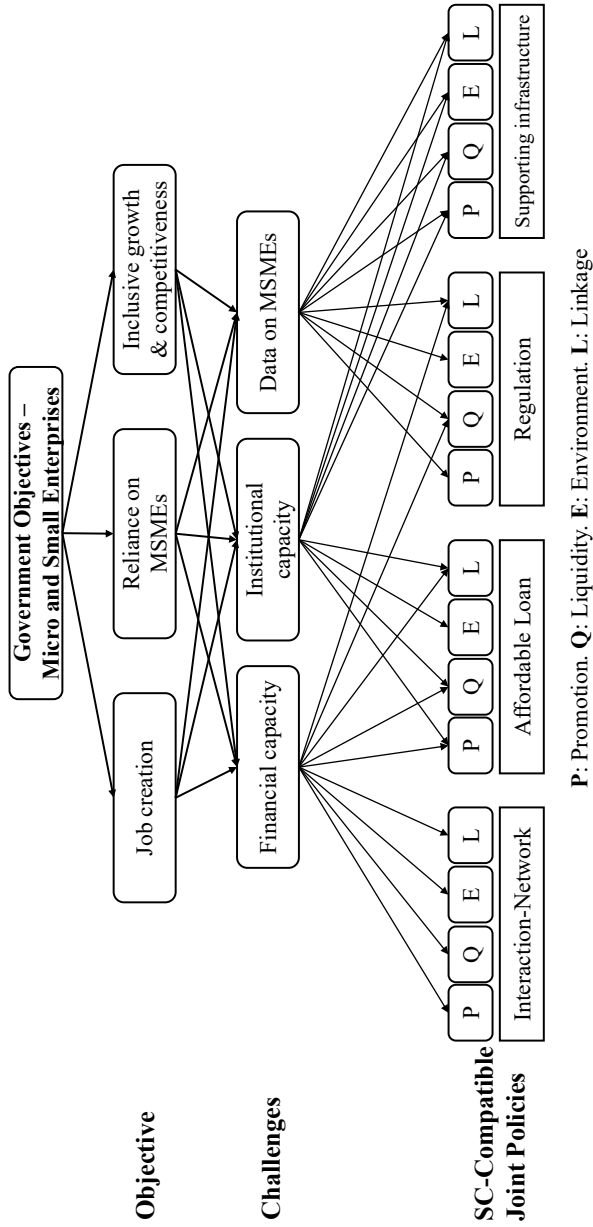 Government Objectives –
Micro and Small Enterprises
Objective
Job creation
Reliance on
MSMEs
Inclusive growth
& competitiveness
Challenges
Financial capacity
Institutional
capacity
Data on MSMEs
SC-Compatible
Joint Policies
P Q E L
Interaction-Network
P Q E L
Affordable Loan
P Q E L
Regulation
P Q E L
Supporting infrastructure
P: Promotion. Q: Liquidity. E: Environment. L: Linkage